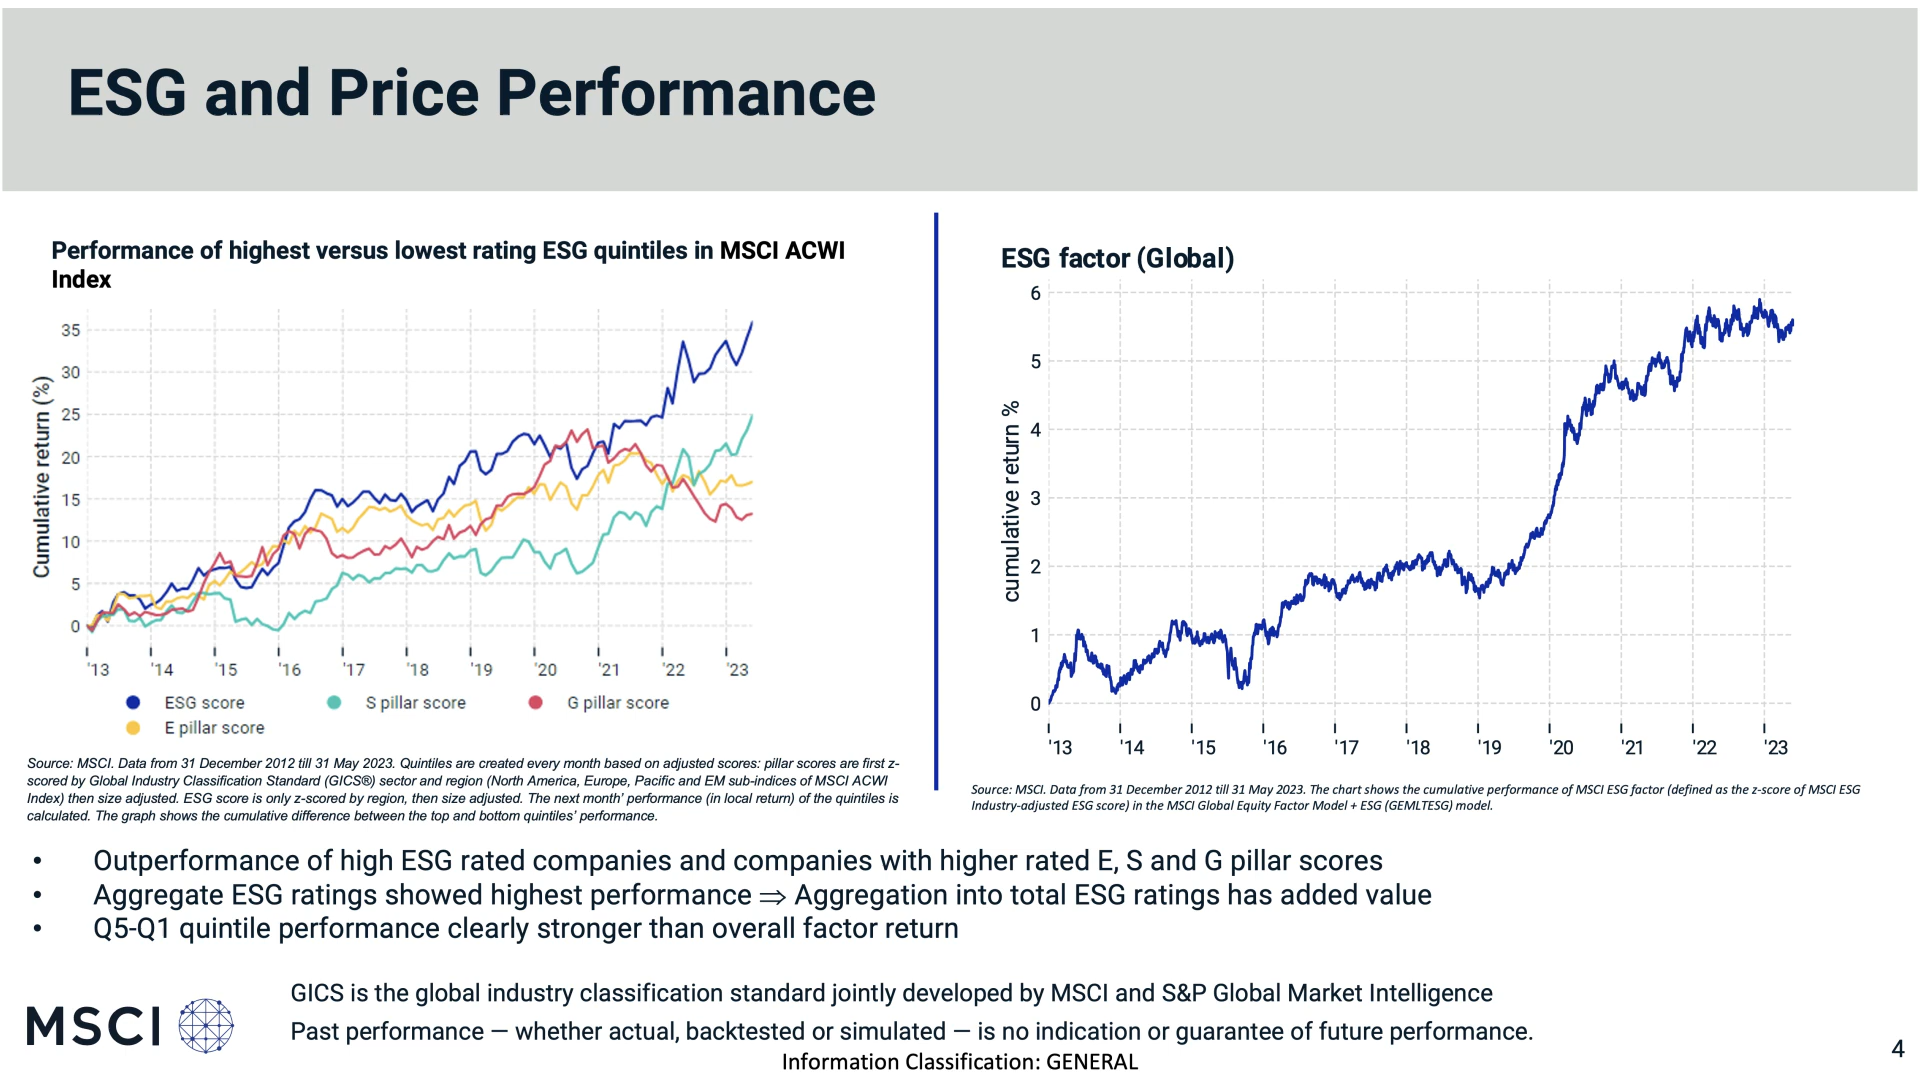 ESG and Price Performance
Performance of highest versus lowest rating ESG quintiles in MSCI ACWI
Index
Cumulative return (%)
35
30
25
20
15
10
5
0
'13 '14 '15 '16 '17 '18 '19 '20 '21 '22 '23
ESG score S pillar score G pillar score
E pillar score
Source: MSCI. Data from 31 December 2012 till 31 May 2023. Quintiles are created every month based on adjusted scores: pillar scores are first z-
scored by Global Industry Classification Standard (GICS®) sector and region (North America, Europe, Pacific and EM sub-indices of MSCI ACWI
Index) then size adjusted. ESG score is only z-scored by region, then size adjusted. The next month’ performance (in local return) of the quintiles is
calculated. The graph shows the cumulative difference between the top and bottom quintiles’ performance.
ESG factor (Global)
cumulative return %
6
5
4
3
2
1
0
'13 '14 '15 '16 '17 '18 '19 '20 '21 '22 '23
Source: MSCI. Data from 31 December 2012 till 31 May 2023. The chart shows the cumulative performance of MSCI ESG factor (defined as the z-score of MSCI ESG
Industry-adjusted ESG score) in the MSCI Global Equity Factor Model + ESG (GEMLTESG) model.
• Outperformance of high ESG rated companies and companies with higher rated E, S and G pillar scores
• Aggregate ESG ratings showed highest performance ⇒ Aggregation into total ESG ratings has added value
• Q5-Q1 quintile performance clearly stronger than overall factor return
MSCI
GICS is the global industry classification standard jointly developed by MSCI and S&P Global Market Intelligence
Past performance — whether actual, backtested or simulated — is no indication or guarantee of future performance.
Information Classification: GENERAL
4